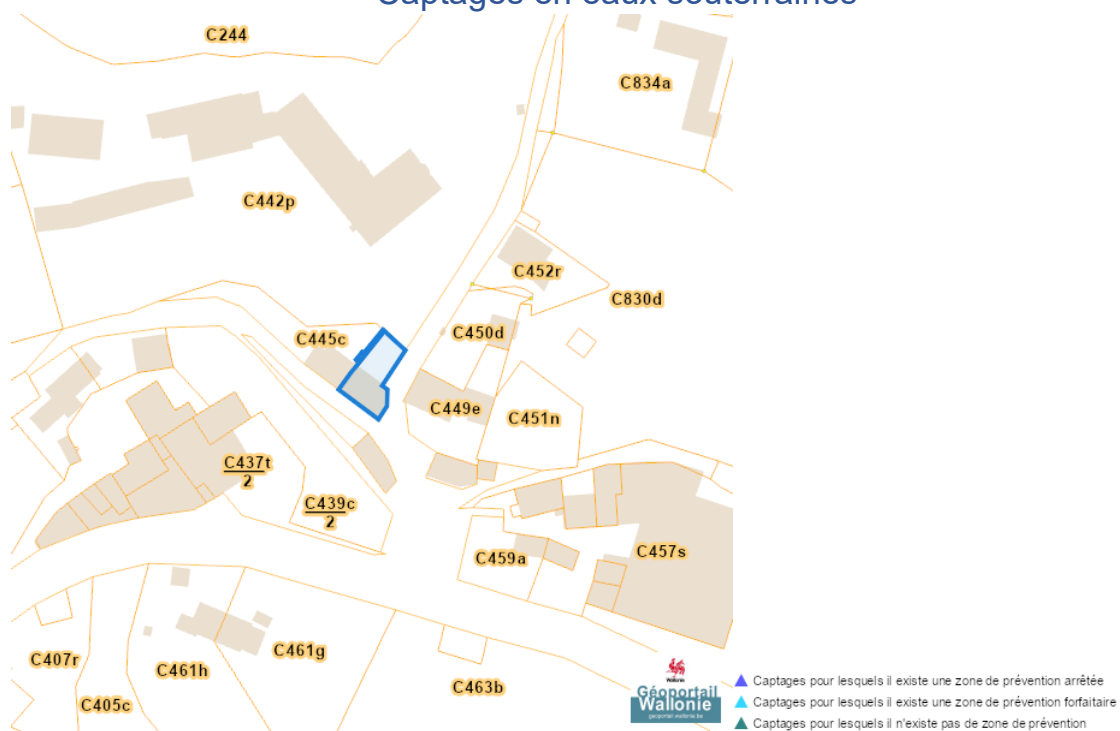 Captages en eaux souterraines
C244
C834a
C442p
C452r
C830d
C445c
C450d
C449e
C451n
C437t
2
C439c
2
C459a
C457s
C407r
C461h
C461g
C405c
C463b
Wallonie
Géoportail
Wallonie
geoportail.wallonie.be
Captages pour lesquels il existe une zone de prévention arrêtée
Captages pour lesquels il existe une zone de prévention forfaitaire
Captages pour lesquels il n'existe pas de zone de prévention